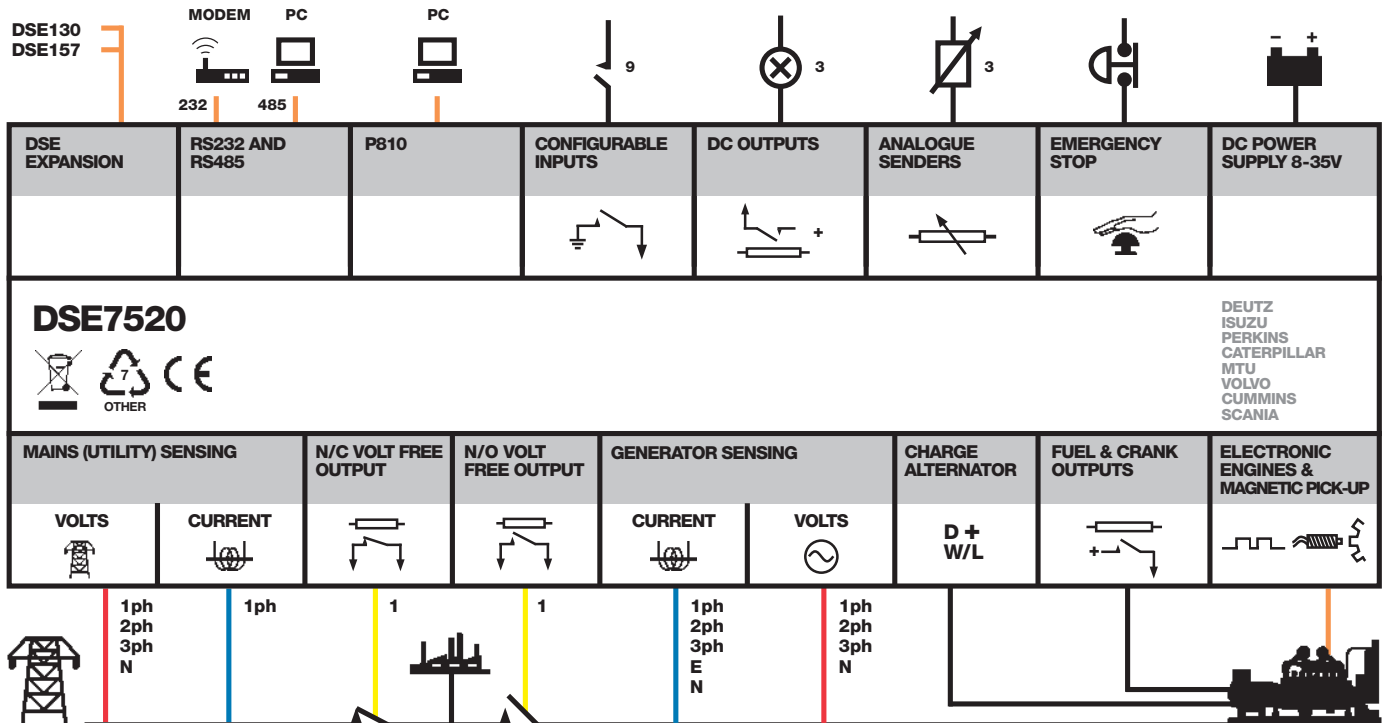 DSE130
DSE157
MODEM
PC
PC
232
485
9
3
3
- +
DSE
EXPANSION
RS232 AND
RS485
P810
CONFIGURABLE
INPUTS
DC OUTPUTS
ANALOGUE
SENDERS
EMERGENCY
STOP
DC POWER
SUPPLY 8-35V
+
DSE7520
7
OTHER
CE
DEUTZ
ISUZU
PERKINS
CATERPILLAR
MTU
VOLVO
CUMMINS
SCANIA
MAINS (UTILITY) SENSING
VOLTS
CURRENT
N/C VOLT FREE
OUTPUT
N/O VOLT
FREE OUTPUT
GENERATOR SENSING
CURRENT
VOLTS
CHARGE
ALTERNATOR
D +
W/L
FUEL & CRANK
OUTPUTS
+
ELECTRONIC
ENGINES &
MAGNETIC PICK-UP
1ph
2ph
3ph
N
1ph
1
1
1ph
2ph
3ph
E
N
1ph
2ph
3ph
N